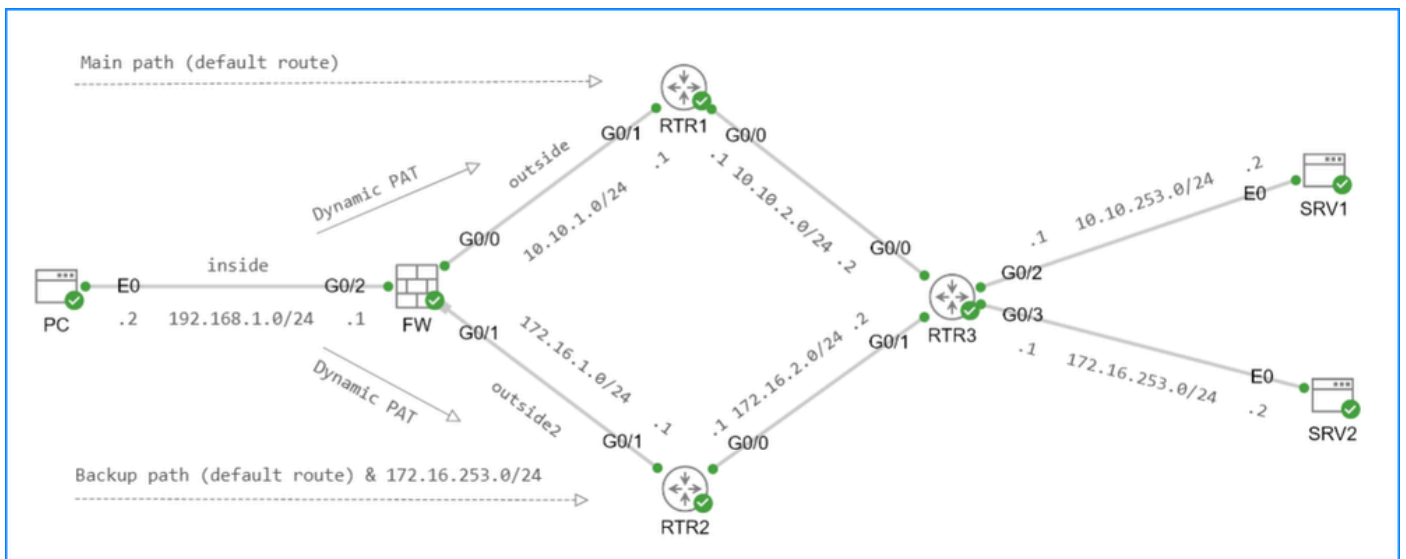 Main path (default route)
RTR1
G0/1
G0/0
outside
.1
.1 10.10.2.0/24 .2
Dynamic PAT
10.10.1.0/24
G0/0
G0/0
10.10.253.0/24
.2
E0
SRV1
.1
G0/2
inside
E0
G0/2
PC
.2
192.168.1.0/24
.1
FW
G0/1
RTR3
G0/3
G0/1
172.16.1.0/24
.1 172.16.2.0/24 .2
.1
172.16.253.0/24
.2
E0
SRV2
Dynamic PAT
outside2
.1
G0/1
G0/0
Backup path (default route) & 172.16.253.0/24
RTR2